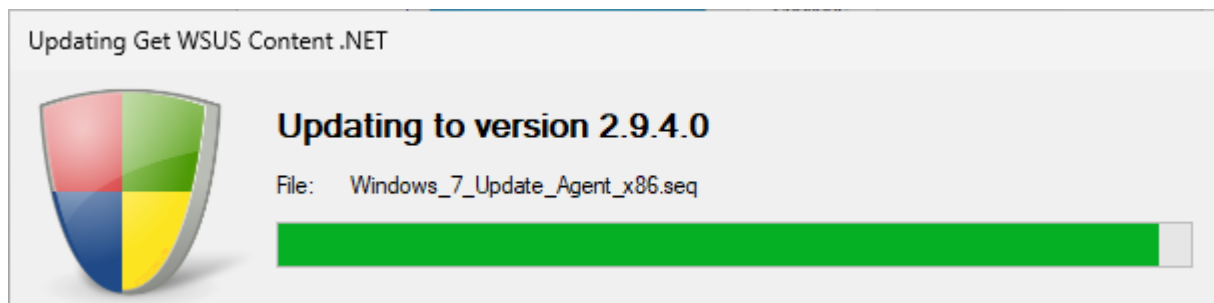 Updating Get WSUS Content .NET
Updating to version 2.9.4.0
File: Windows_7_Update_Agent_x86.seq